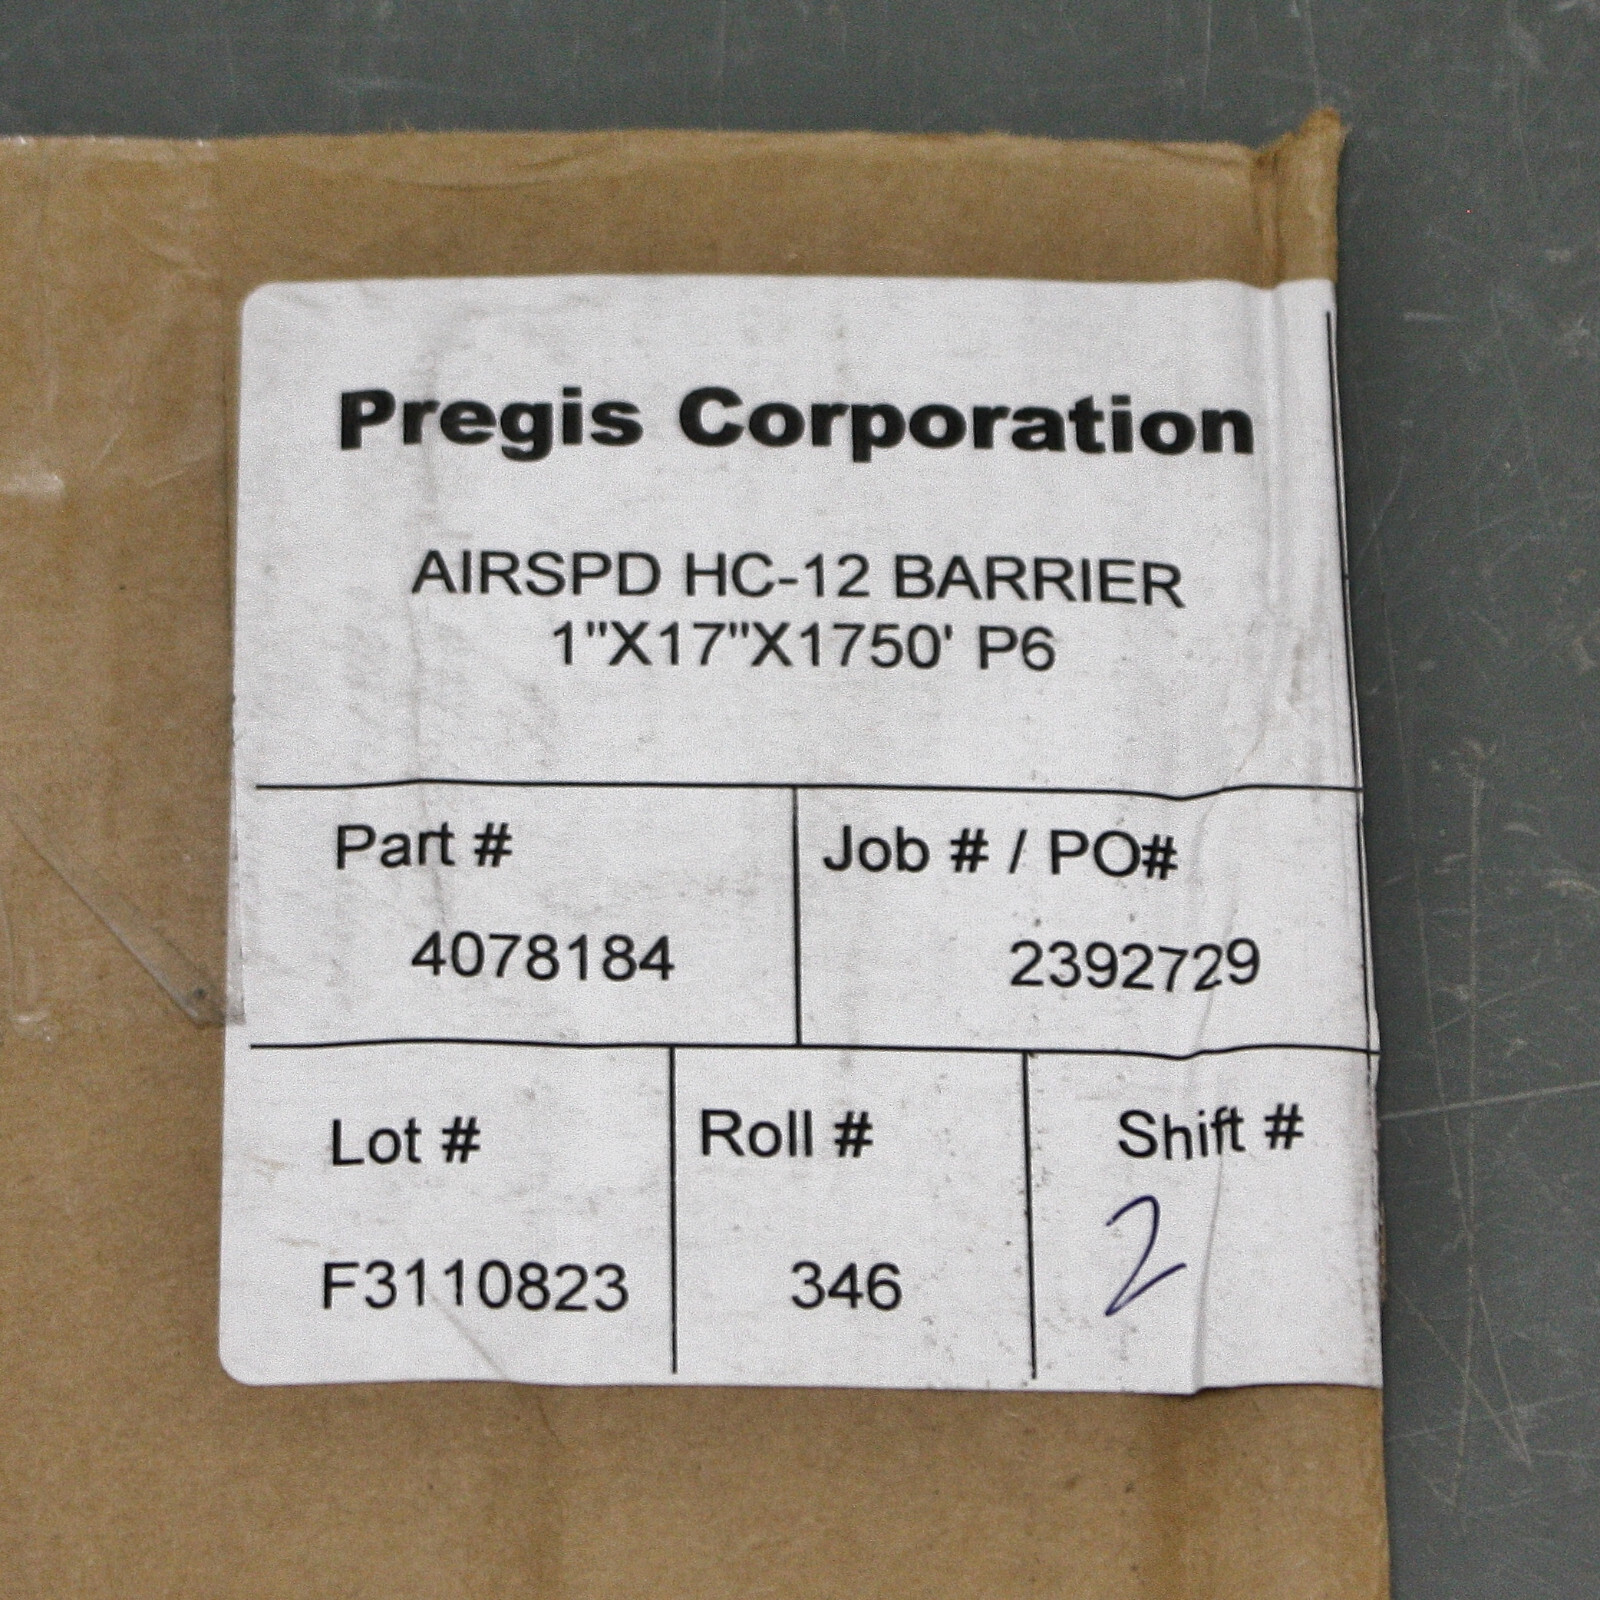 Pregis Corporation
AIRSPD HC-12 BARRIER
1"X17"X1750' P6
Part #
4078184
Job # / PO#
2392729
Lot #
F3110823
Roll #
346
Shift #
2